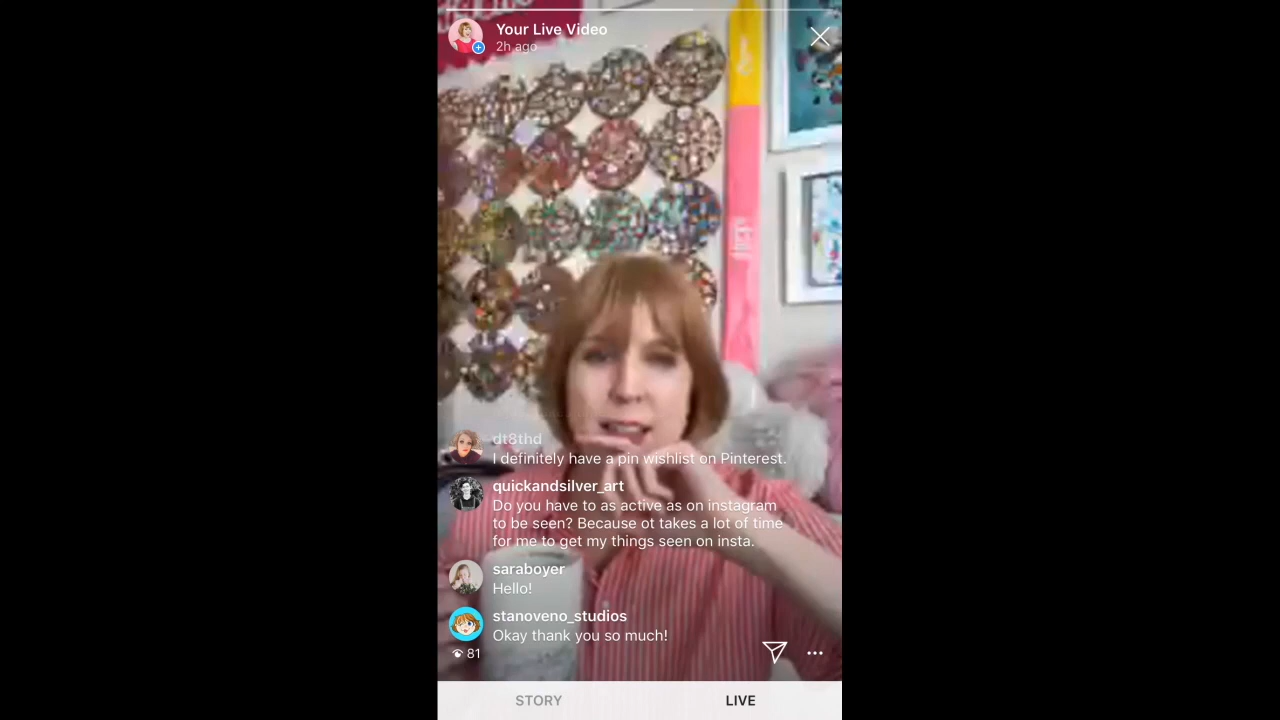 Your Live Video
2h ago
dt8thd
I definitely have a pin wishlist on Pinterest.
quickandsilver_art
Do you have to as active as on instagram
to be seen? Because ot takes a lot of time
for me to get my things seen on insta.
saraboyer
Hello!
stanoveno_studios
Okay thank you so much!
81
STORY
LIVE